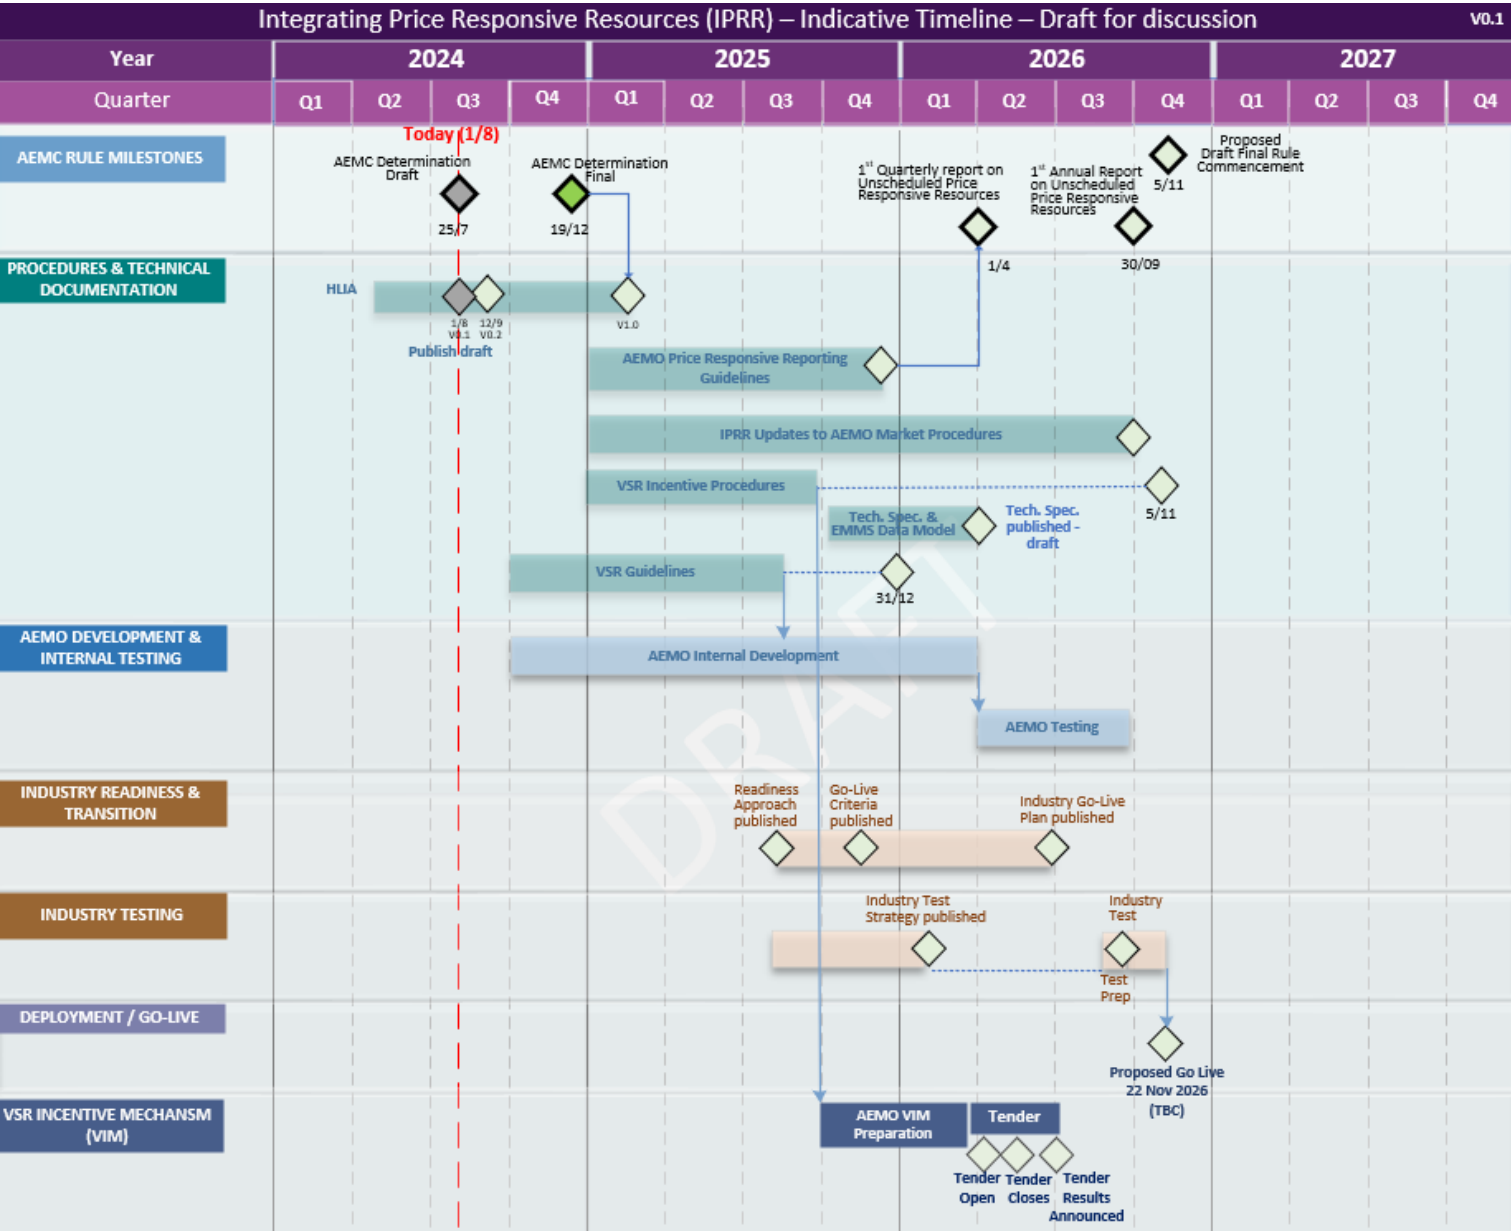 Integrating Price Responsive Resources (IPRR) – Indicative Timeline – Draft for discussion
V0.1
Year
2024
2025
2026
2027
Quarter
Q1
Q2
Q3
Q4
Q1
Q2
Q3
Q4
Q1
Q2
Q3
Q4
Q1
Q2
Q3
Q4
Today (1/8)
AEMC RULE MILESTONES
AEMC Determination
Draft
25/7
AEMC Determination
Final
19/12
1st Quarterly report on
Unscheduled Price
Responsive Resources
1/4
1st Annual Report
on Unscheduled
Price Responsive
Resources
30/09
5/11
Proposed
Draft Final Rule
Commencement
PROCEDURES & TECHNICAL
DOCUMENTATION
HLIA
1/8
V0.1
12/9
V0.2
V1.0
Publish draft
AEMO Price Responsive Reporting
Guidelines
IPRR Updates to AEMO Market Procedures
VSR Incentive Procedures
5/11
Tech. Spec. &
EMMS Data Model
Tech. Spec.
published -
draft
VSR Guidelines
31/12
AEMO DEVELOPMENT &
INTERNAL TESTING
AEMO Internal Development
AEMO Testing
DRAFT
INDUSTRY READINESS &
TRANSITION
Readiness
Approach
published
Go-Live
Criteria
published
Industry Go-Live
Plan published
INDUSTRY TESTING
Industry Test
Strategy published
Industry
Test
Test
Prep
DEPLOYMENT / GO-LIVE
Proposed Go Live
22 Nov 2026
(TBC)
VSR INCENTIVE MECHANSM
(VIM)
AEMO VIM
Preparation
Tender
Tender
Open
Tender
Closes
Tender
Results
Announced